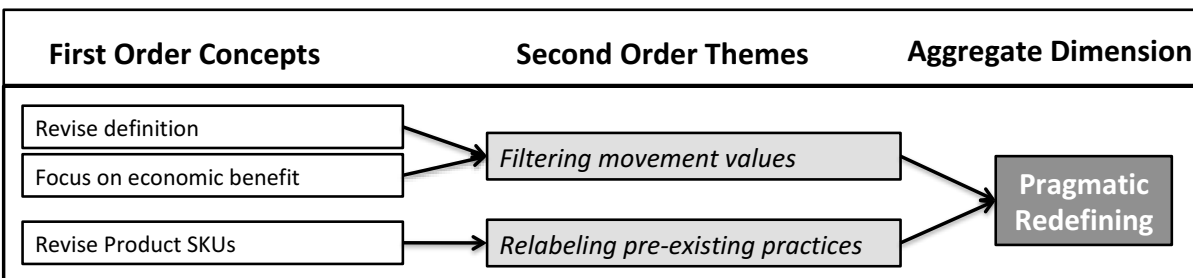 First Order Concepts
Second Order Themes
Aggregate Dimension
Revise definition
Focus on economic benefit
Filtering movement values
Revise Product SKUs
Relabeling pre-existing practices
Pragmatic
Redefining